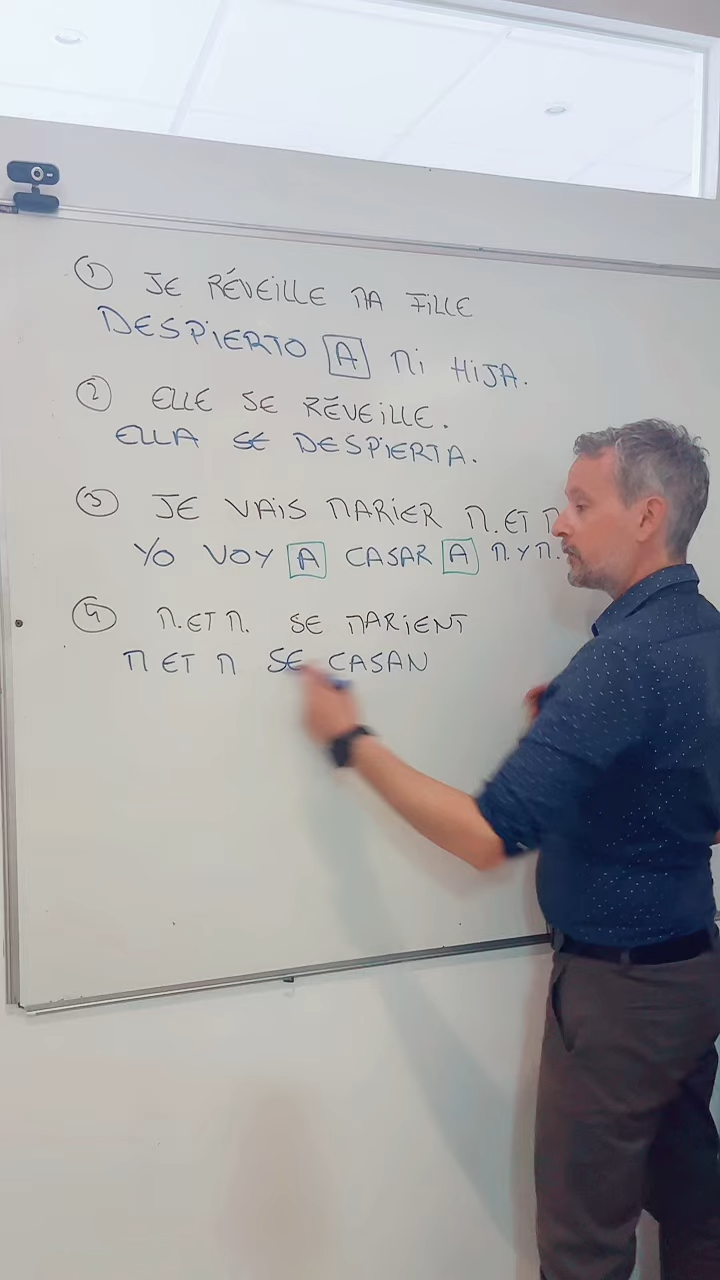 ① JE RÉVEILLE MA FILLE
DESPIERTO A MI HIJA.
② ELLE SE RÉVEILLE.
ELLA SE DESPIERTA.
③ JE VAIS MARIER M. ET
YO VOY A CASAR A M. Y M.
④ M. ET M. SE MARIENT
M ET M SE CASAN